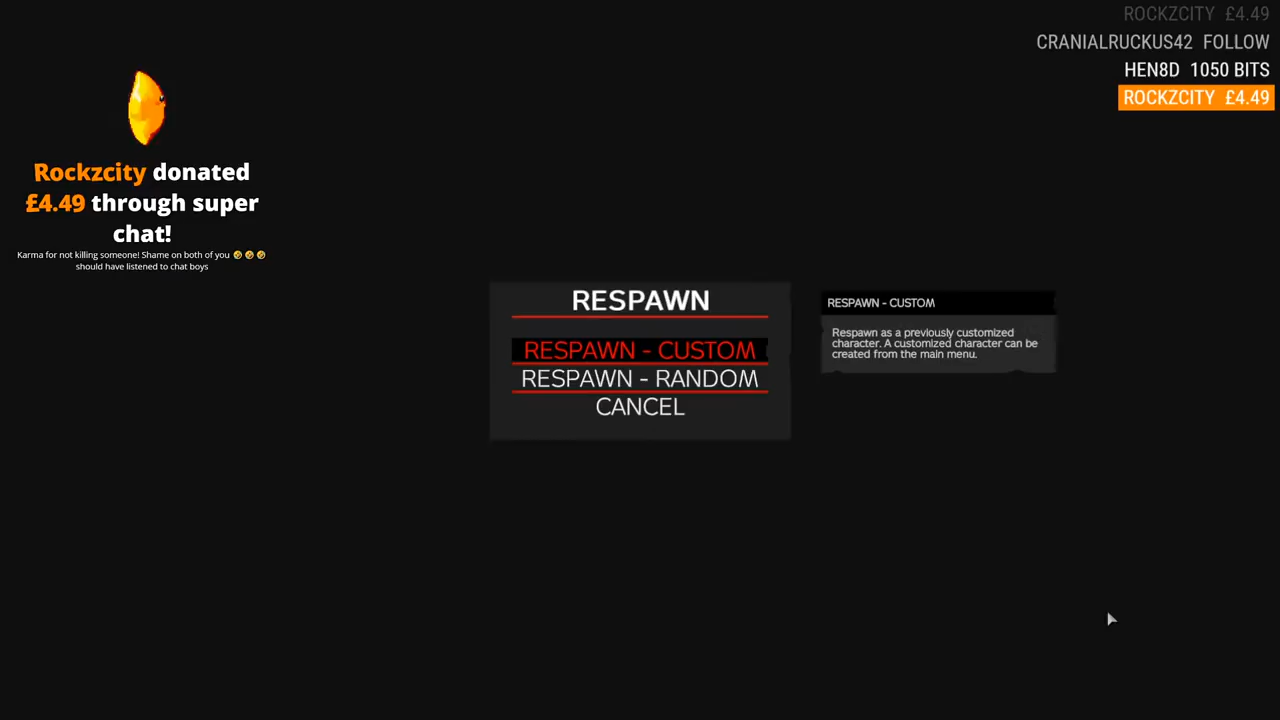 ROCKZCITY £4.49
CRANIALRUCKUS42 FOLLOW
HEN8D 1050 BITS
ROCKZCITY £4.49
Rockzcity donated
£4.49 through super
chat!
Karma for not killing someone! Shame on both of you 🤣 🤣 🤣
should have listened to chat boys
RESPAWN
RESPAWN - CUSTOM
RESPAWN - RANDOM
CANCEL
RESPAWN - CUSTOM
Respawn as a previously customized
character. A customized character can be
created from the main menu.